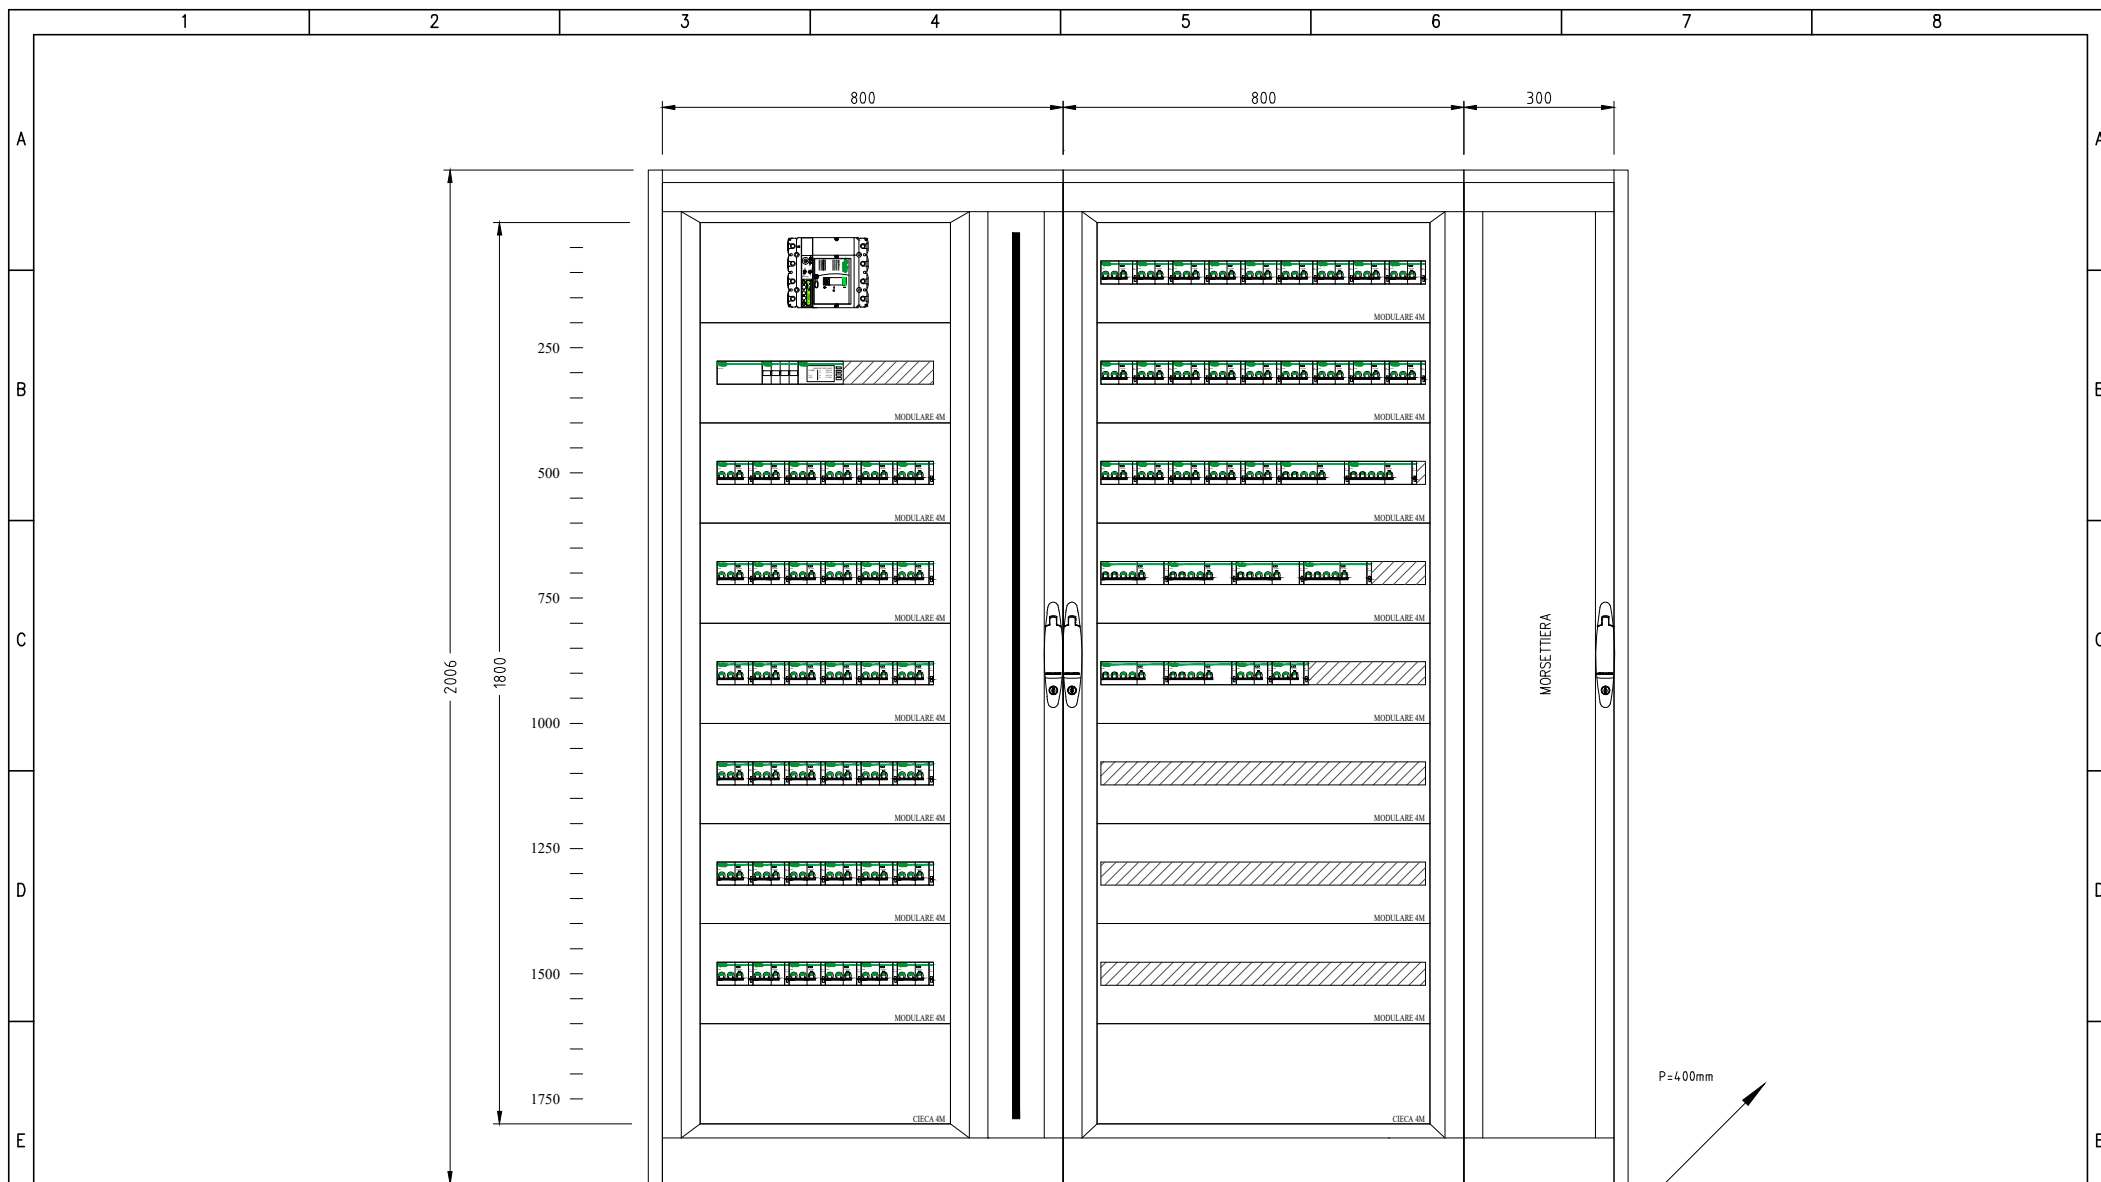 1 2 3 4 5 6 7 8
800 800 300
A A
MODULARE 4M
250
B B
MODULARE 4M MODULARE 4M
500
MODULARE 4M MODULARE 4M
750
MODULARE 4M MODULARE 4M
C C
2006
1800
MORSETTIERA
1000
MODULARE 4M MODULARE 4M
MODULARE 4M MODULARE 4M
1250
D D
MODULARE 4M MODULARE 4M
1500
MODULARE 4M MODULARE 4M
P=400mm
1750
CIECA 4M CIECA 4M
E E